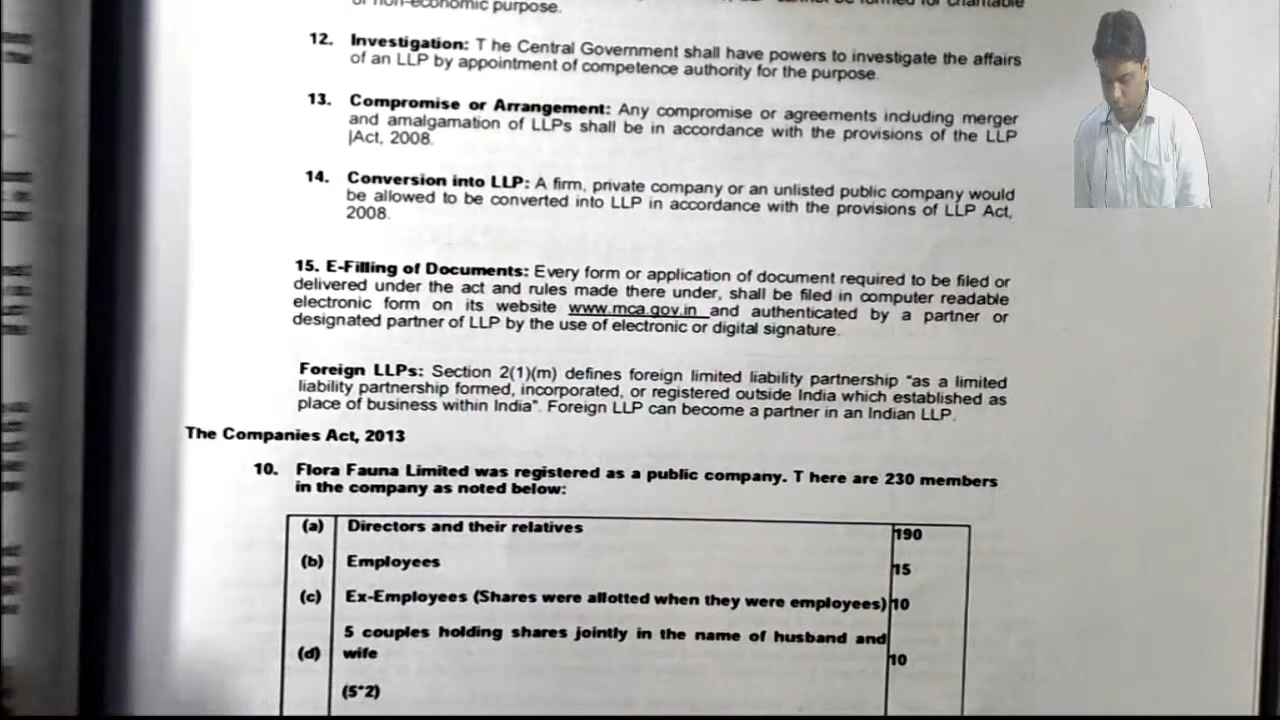 or non-economic purpose.
12. Investigation: T he Central Government shall have powers to investigate the affairs
of an LLP by appointment of competence authority for the purpose.
13. Compromise or Arrangement: Any compromise or agreements including merger
and amalgamation of LLPs shall be in accordance with the provisions of the LLP
|Act, 2008.
14. Conversion into LLP: A firm, private company or an unlisted public company would
be allowed to be converted into LLP in accordance with the provisions of LLP Act,
2008.
15. E-Filling of Documents: Every form or application of document required to be filed or
delivered under the act and rules made there under, shall be filed in computer readable
electronic form on its website www.mca.gov.in and authenticated by a partner or
designated partner of LLP by the use of electronic or digital signature.
Foreign LLPs: Section 2(1)(m) defines foreign limited liability partnership "as a limited
liability partnership formed, incorporated, or registered outside India which established as
place of business within India". Foreign LLP can become a partner in an Indian LLP.
The Companies Act, 2013
10. Flora Fauna Limited was registered as a public company. T here are 230 members
in the company as noted below:
(a) Directors and their relatives 190
(b) Employees 15
(c) Ex-Employees (Shares were allotted when they were employees) 10
5 couples holding shares jointly in the name of husband and
(d) wife 10
(5*2)